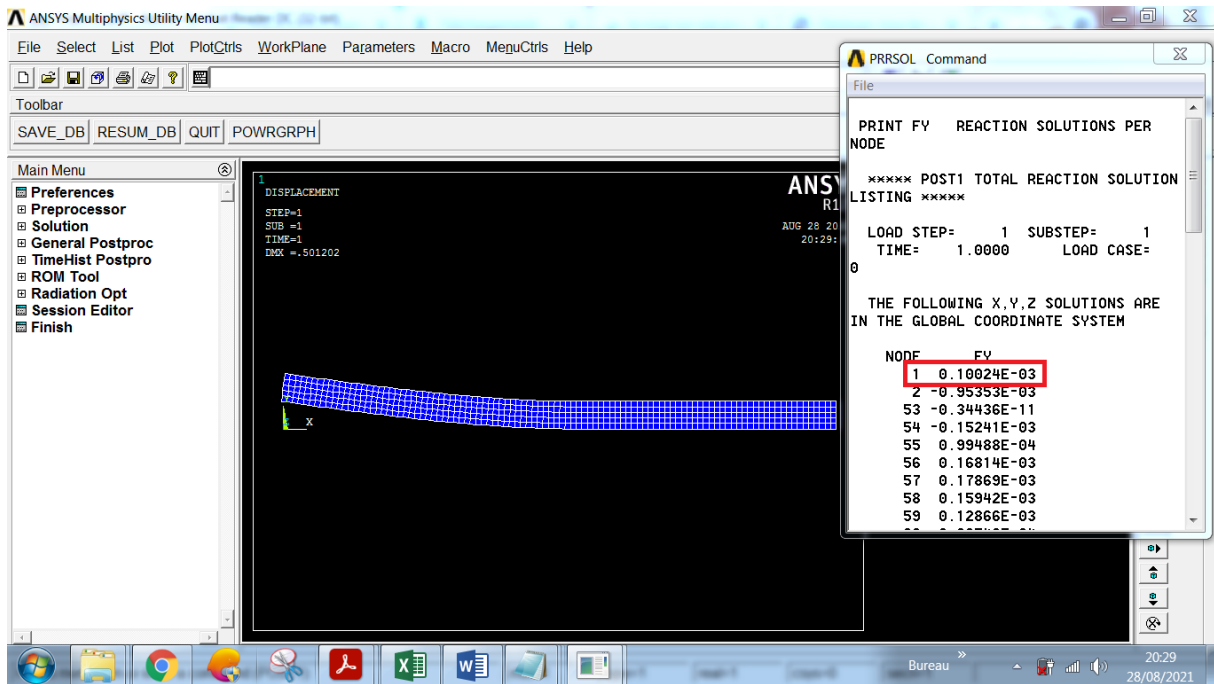 ANSYS Multiphysics Utility Menu
File Select List Plot PlotCtrls WorkPlane Parameters Macro MenuCtrls Help
Toolbar
SAVE_DB RESUM_DB QUIT POWRGRPH
Main Menu
Preferences
Preprocessor
Solution
General Postproc
TimeHist Postpro
ROM Tool
Radiation Opt
Session Editor
Finish
1
DISPLACEMENT
STEP=1
SUB =1
TIME=1
DMX =.501202
ANS
R1
AUG 28 20
20:29:
X
PRRSOL Command
File
PRINT FY REACTION SOLUTIONS PER
NODE
***** POST1 TOTAL REACTION SOLUTION
LISTING *****
LOAD STEP= 1 SUBSTEP= 1
TIME= 1.0000 LOAD CASE=
0
THE FOLLOWING X,Y,Z SOLUTIONS ARE
IN THE GLOBAL COORDINATE SYSTEM
NODE FY
1 0.10024E-03
2 -0.95353E-03
53 -0.34436E-11
54 -0.15241E-03
55 0.99488E-04
56 0.16814E-03
57 0.17869E-03
58 0.15942E-03
59 0.12866E-03
Bureau
20:29
28/08/2021